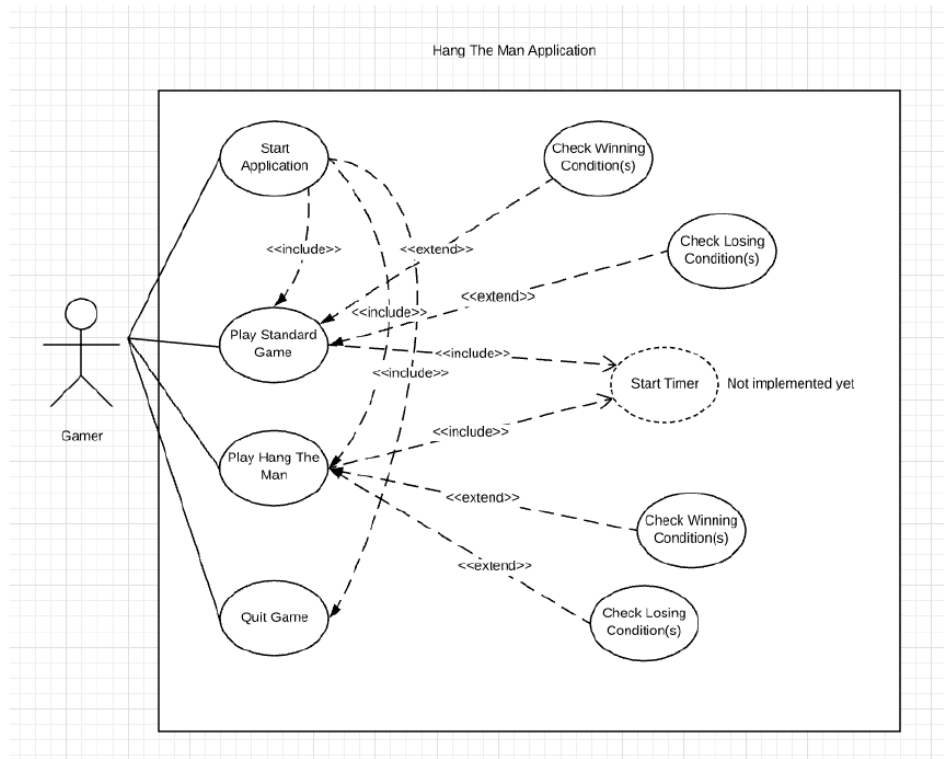 Hang The Man Application
Start
Application
Check Winning
Condition(s)
<<include>>
<<extend>>
Check Losing
Condition(s)
<<extend>>
<<include>>
Play Standard
Game
<<include>>
<<include>>
Start Timer
Not implemented yet
Gamer
<<include>>
Play Hang The
Man
<<extend>>
Check Winning
Condition(s)
<<extend>>
Quit Game
Check Losing
Condition(s)